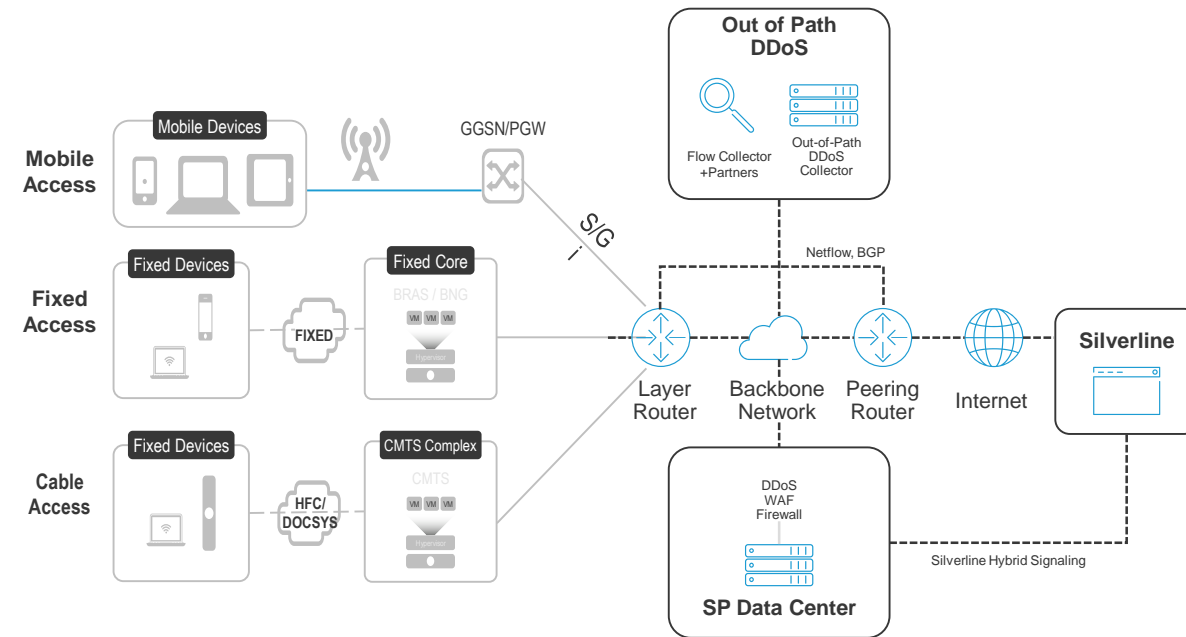 Out of Path
DDoS
Flow Collector
+Partners
Out-of-Path
DDoS
Collector
Mobile
Access
Mobile Devices
GGSN/PGW
S/G
i
Netflow, BGP
Fixed
Access
Fixed Devices
FIXED
Fixed Core
BRAS / BNG
VM VM VM
Hypervisor
Layer
Router
Backbone
Network
Peering
Router
Internet
Silverline
Cable
Access
Fixed Devices
HFC/
DOCSYS
CMTS Complex
CMTS
VM VM VM
Hypervisor
DDoS
WAF
Firewall
SP Data Center
Silverline Hybrid Signaling